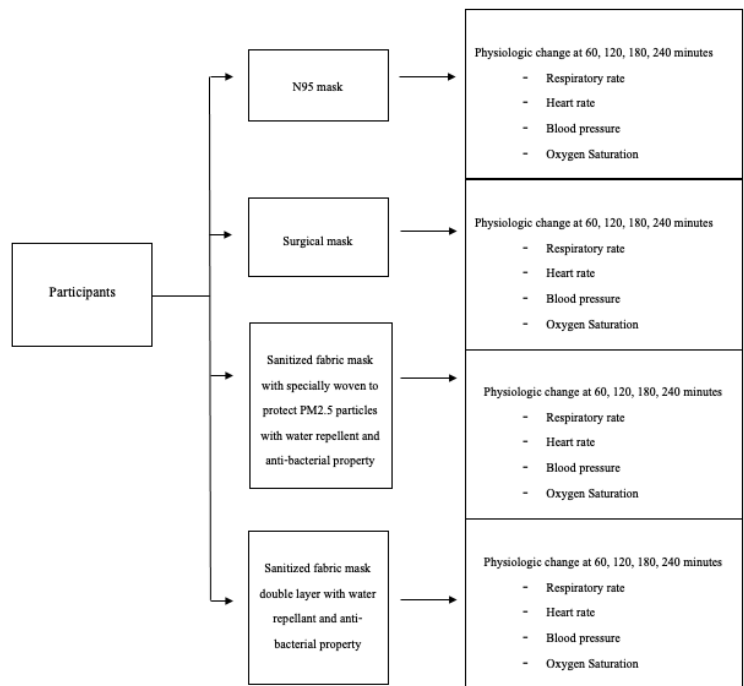 Participants
N95 mask
Physiologic change at 60, 120, 180, 240 minutes
- Respiratory rate
- Heart rate
- Blood pressure
- Oxygen Saturation
Surgical mask
Physiologic change at 60, 120, 180, 240 minutes
- Respiratory rate
- Heart rate
- Blood pressure
- Oxygen Saturation
Sanitized fabric mask
with specially woven to
protect PM2.5 particles
with water repellent and
anti-bacterial property
Physiologic change at 60, 120, 180, 240 minutes
- Respiratory rate
- Heart rate
- Blood pressure
- Oxygen Saturation
Sanitized fabric mask
double layer with water
repellant and anti-
bacterial property
Physiologic change at 60, 120, 180, 240 minutes
- Respiratory rate
- Heart rate
- Blood pressure
- Oxygen Saturation